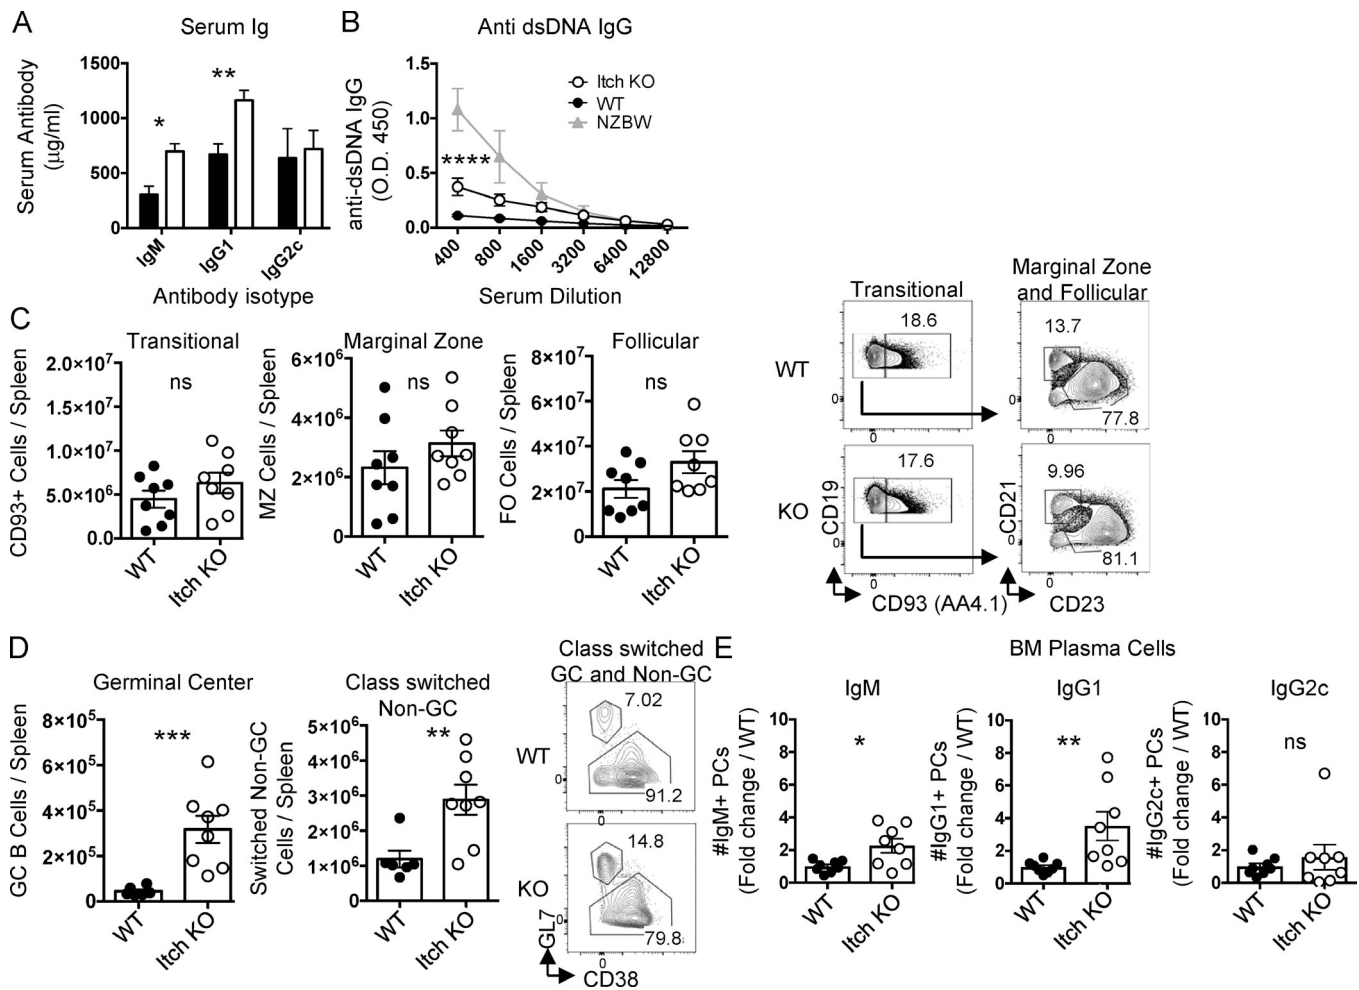 A
Serum Ig
Serum Antibody
(μg/ml)
1500
1000
500
0
*
**
IgM
IgG1
IgG2c
Antibody isotype
B
Anti dsDNA IgG
anti-dsDNA IgG
(O.D. 450)
1.5
1.0
0.5
0.0
****
Itch KO
WT
NZBW
400
800
1600
3200
6400
12800
Serum Dilution
C
Transitional
CD93+ Cells / Spleen
2.0×10⁷
1.5×10⁷
1.0×10⁷
5.0×10⁶
0.0
ns
WT
Itch KO
Marginal Zone
MZ Cells / Spleen
6×10⁶
4×10⁶
2×10⁶
0
ns
WT
Itch KO
Follicular
FO Cells / Spleen
8×10⁷
6×10⁷
4×10⁷
2×10⁷
0
ns
WT
Itch KO
Transitional
Marginal Zone
and Follicular
WT
18.6
0
0
13.7
77.8
0
0
KO
17.6
0
0
9.96
81.1
0
0
CD19
CD93 (AA4.1)
CD21
CD23
D
Germinal Center
GC B Cells / Spleen
8×10⁵
6×10⁵
4×10⁵
2×10⁵
0
***
WT
Itch KO
Class switched
Non-GC
Switched Non-GC
Cells / Spleen
5×10⁶
4×10⁶
3×10⁶
2×10⁶
1×10⁶
0
**
WT
Itch KO
Class switched
GC and Non-GC
WT
7.02
91.2
0
0
KO
14.8
79.8
0
0
GL7
CD38
E
BM Plasma Cells
IgM
#IgM+ PCs
(Fold change / WT)
10
8
6
4
2
0
*
WT
Itch KO
IgG1
#IgG1+ PCs
(Fold change / WT)
10
8
6
4
2
0
**
WT
Itch KO
IgG2c
#IgG2c+ PCs
(Fold change / WT)
10
8
6
4
2
0
ns
WT
Itch KO